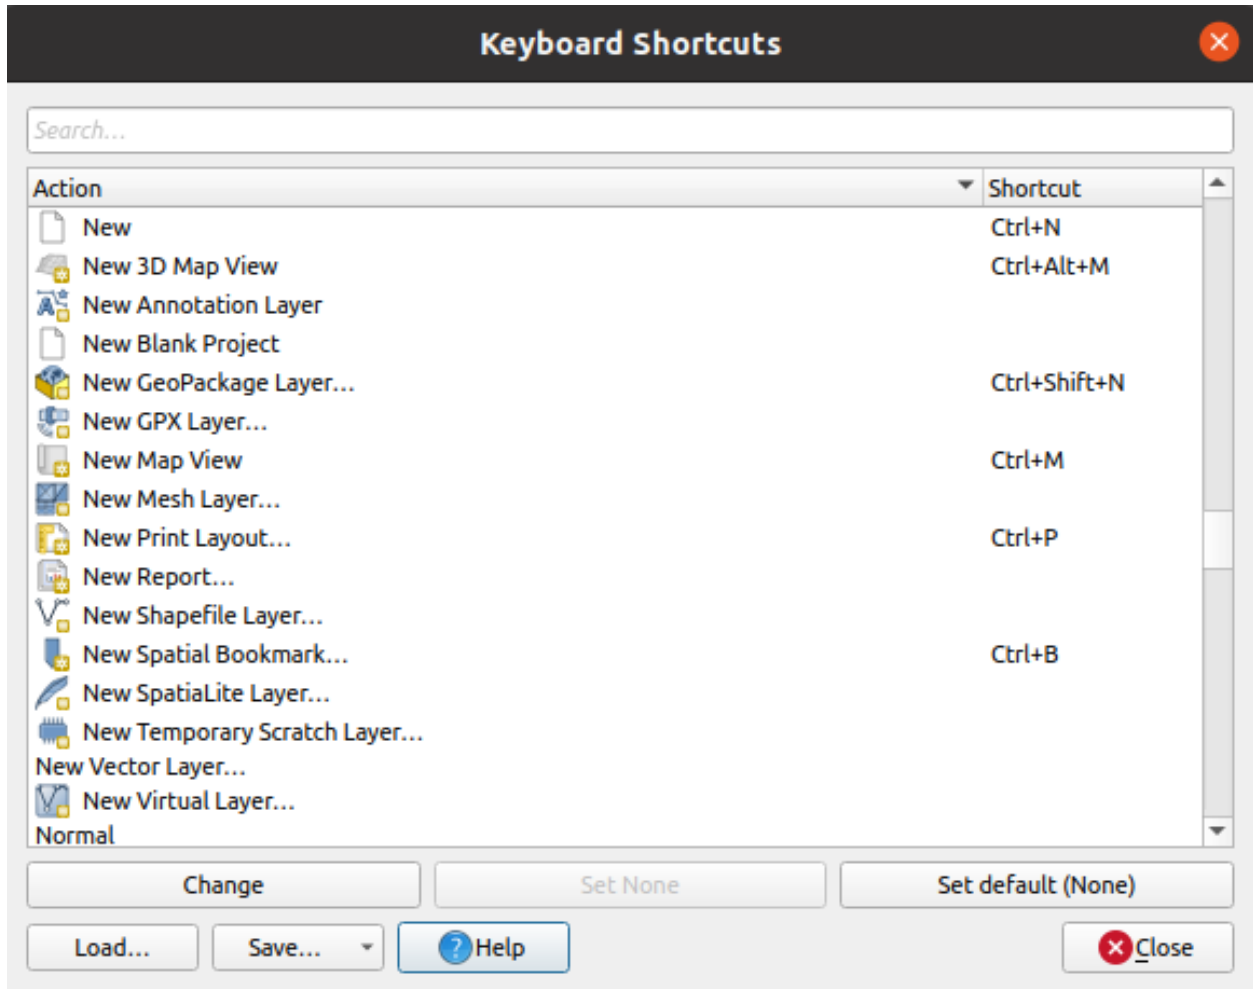 Keyboard Shortcuts
Search...
Action Shortcut
New Ctrl+N
New 3D Map View Ctrl+Alt+M
New Annotation Layer
New Blank Project
New GeoPackage Layer... Ctrl+Shift+N
New GPX Layer...
New Map View Ctrl+M
New Mesh Layer...
New Print Layout... Ctrl+P
New Report...
New Shapefile Layer...
New Spatial Bookmark... Ctrl+B
New SpatiaLite Layer...
New Temporary Scratch Layer...
New Vector Layer...
New Virtual Layer...
Normal
Change Set None Set default (None)
Load... Save... Help Close